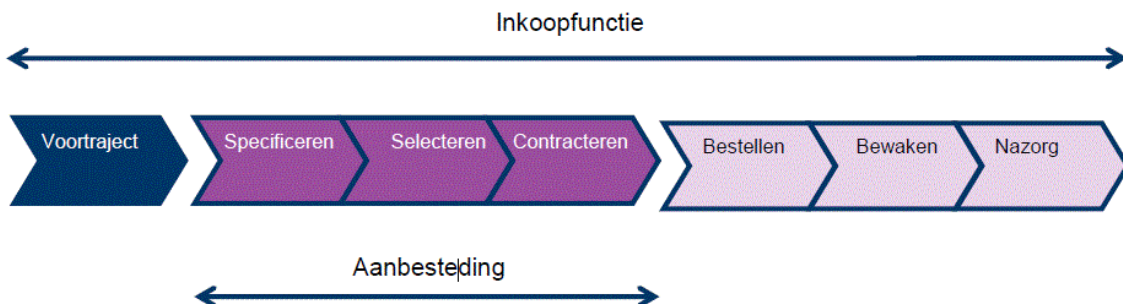 Inkoopfunctie
Voortraject
Specificeren
Selecteren
Contracteren
Bestellen
Bewaken
Nazorg
Aanbesteding